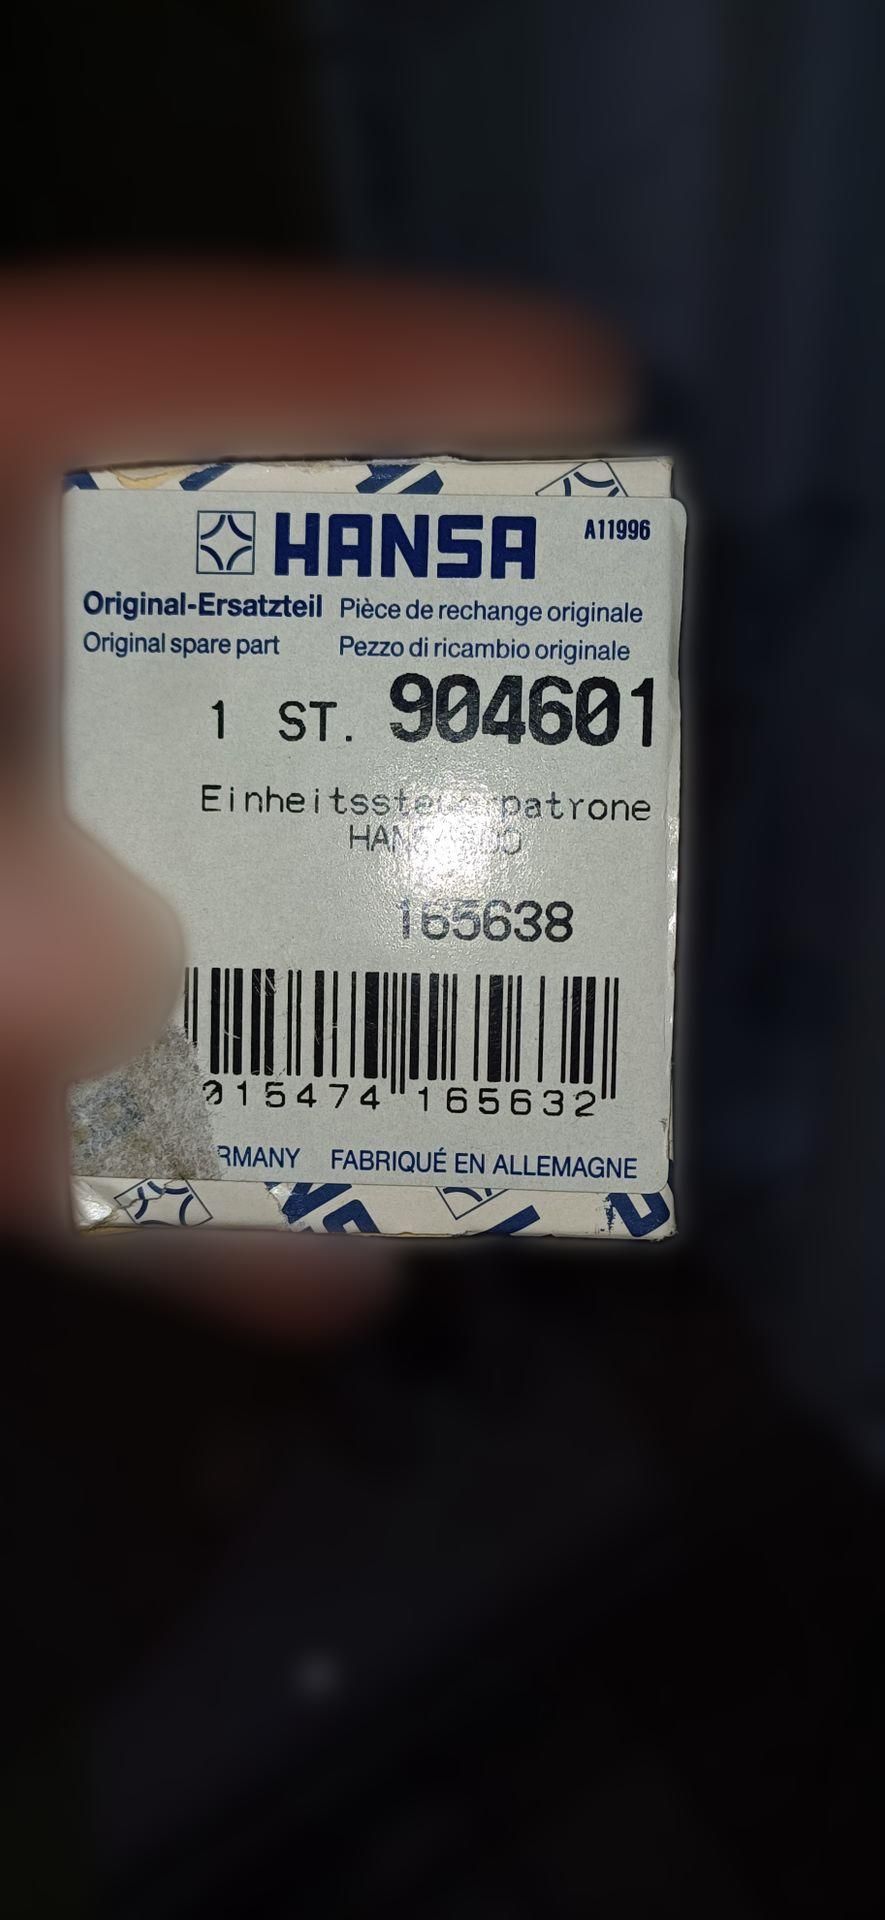 HANSA A11996
Original-Ersatzteil Pièce de rechange originale
Original spare part Pezzo di ricambio originale
1 ST. 904601
Einheitssteuerpatrone
165638
015474 165632
FABRIQUÉ EN ALLEMAGNE